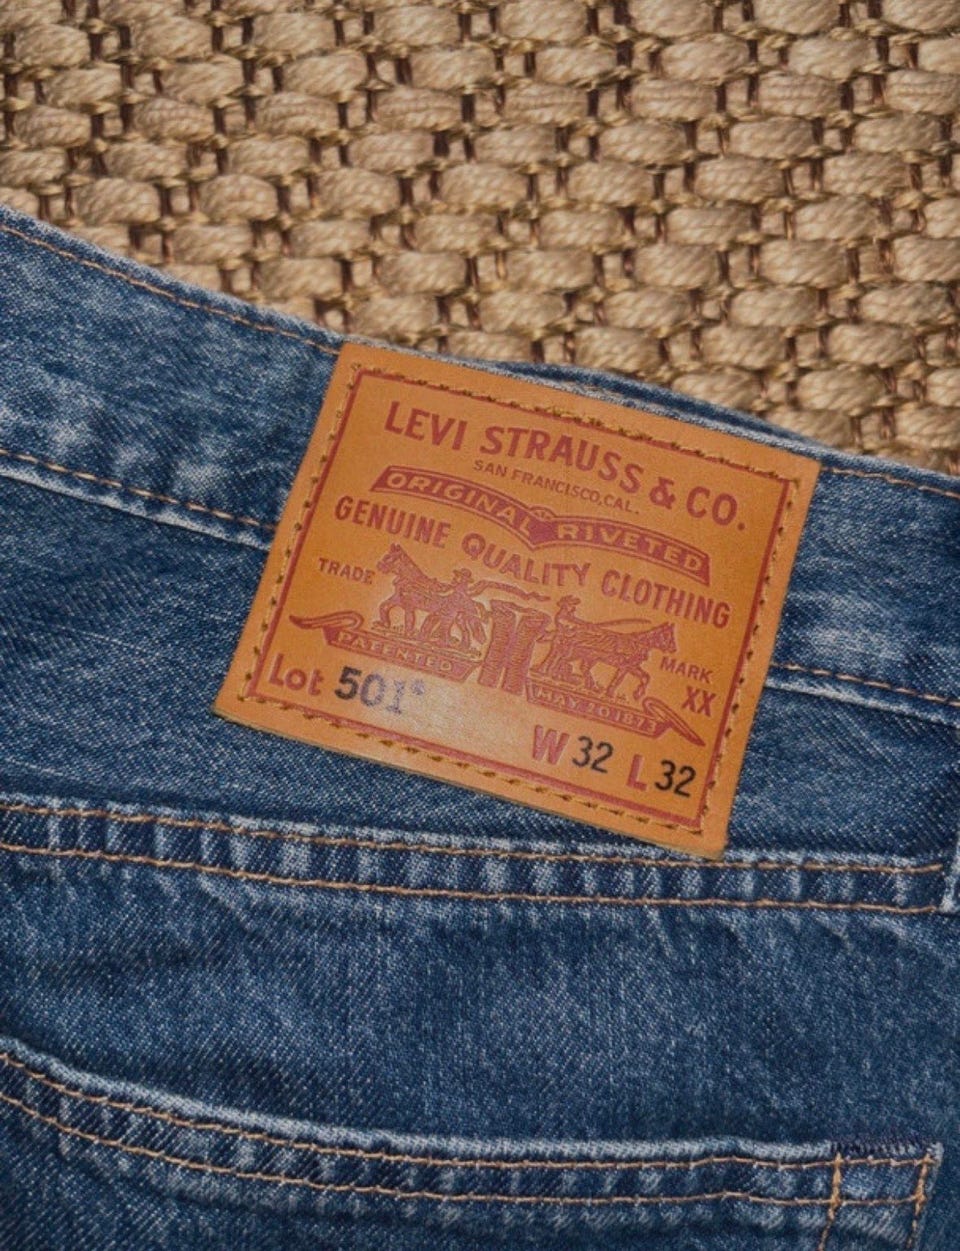 LEVI STRAUSS & CO.
SAN FRANCISCO, CAL.
ORIGINAL RIVETED
GENUINE QUALITY CLOTHING
TRADE MARK
PATENTED MAY 20 1873
XX
Lot 501®
W 32 L 32